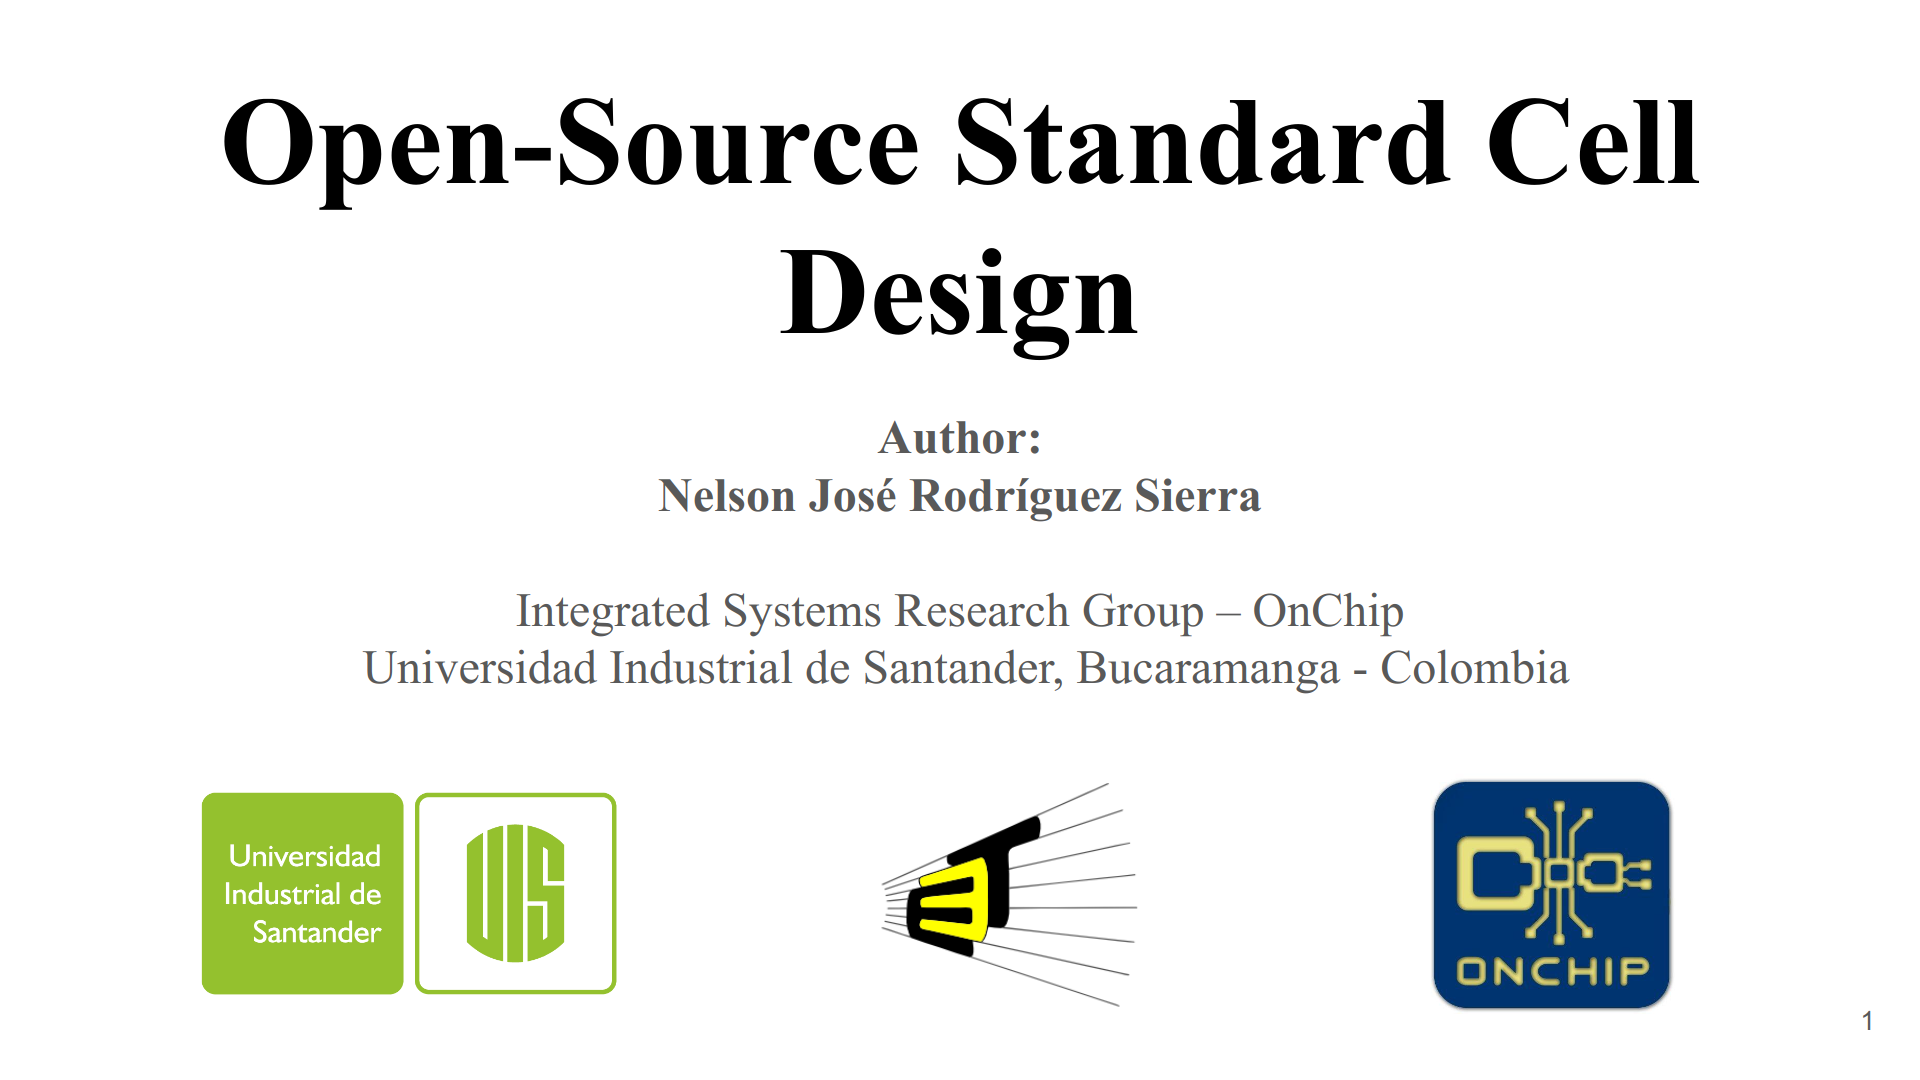 Open-Source Standard Cell
Design
Author:
Nelson José Rodríguez Sierra
Integrated Systems Research Group – OnChip
Universidad Industrial de Santander, Bucaramanga - Colombia
Universidad
Industrial de
Santander
UIS
ONCHIP
1